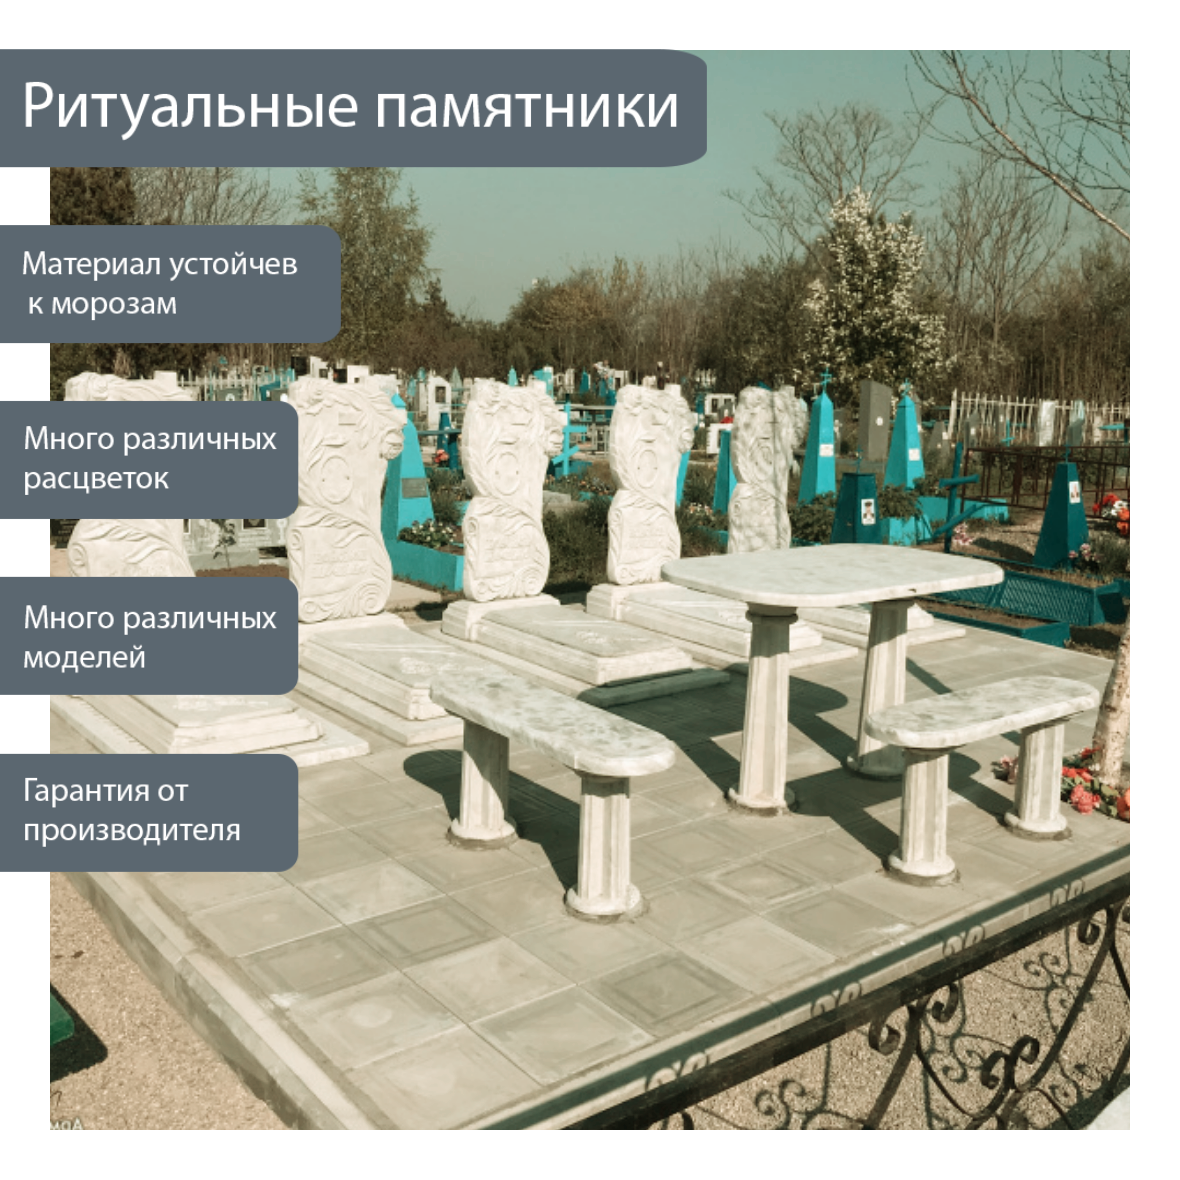 Ритуальные памятники
Материал устойчев
к морозам
Много различных
расцветок
Много различных
моделей
Гарантия от
производителя